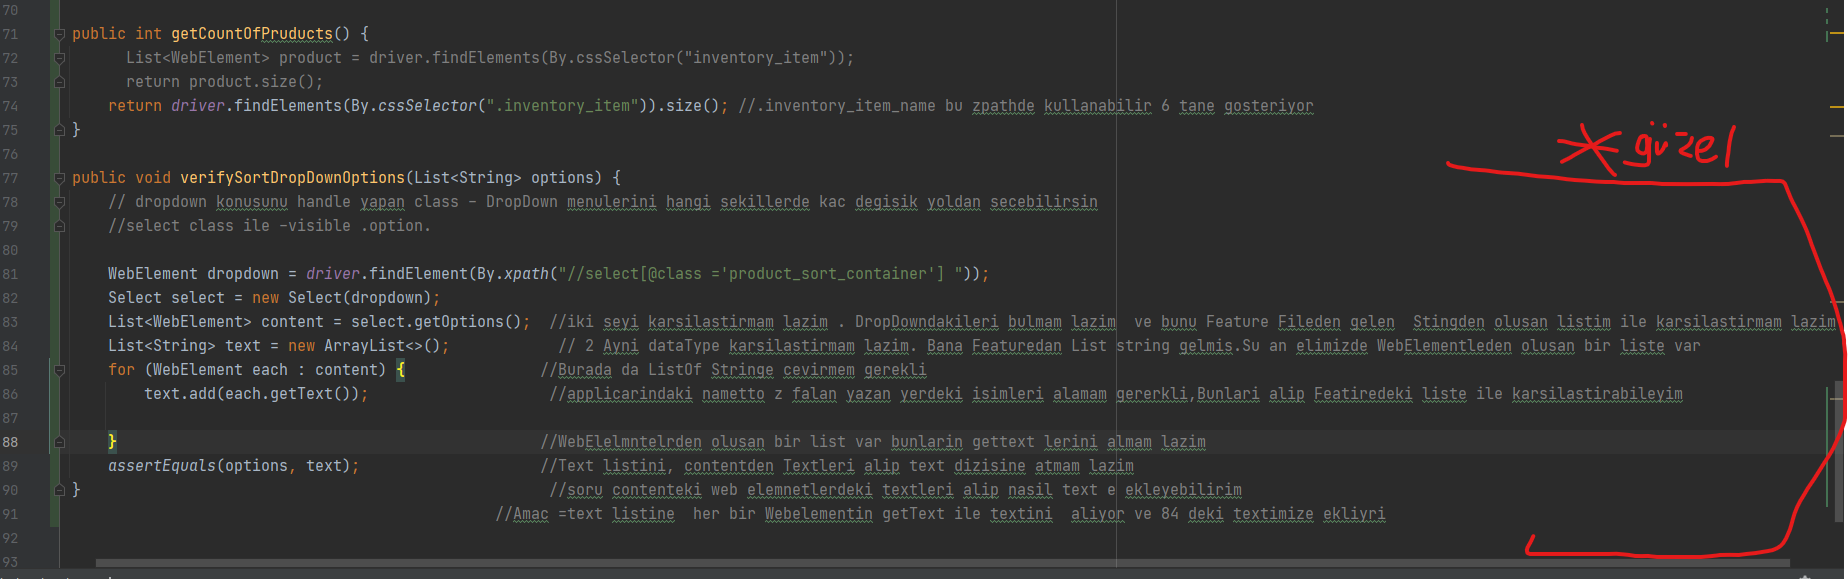 70
71 public int getCountOfPruducts() {
72 List<WebElement> product = driver.findElements(By.cssSelector("inventory_item"));
73 return product.size();
74 return driver.findElements(By.cssSelector(".inventory_item")).size(); //.inventory_item_name bu zpathde kullanabilir 6 tane gosteriyor
75 }
76
* güzel
77 public void verifySortDropDownOptions(List<String> options) {
78 // dropdown konusunu handle yapan class - DropDown menulerini hangi sekillerde kac degisik yoldan secebilirsin
79 //select class ile -visible .option.
80
81 WebElement dropdown = driver.findElement(By.xpath("//select[@class ='product_sort_container'] "));
82 Select select = new Select(dropdown);
83 List<WebElement> content = select.getOptions(); //iki seyi karsilastirmam lazim . DropDowndakileri bulmam lazim ve bunu Feature Fileden gelen Stingden olusan listim ile karsilastirmam lazim
84 List<String> text = new ArrayList<>(); // 2 Ayni dataType karsilastirmam lazim. Bana Featuredan List string gelmis.Su an elimizde WebElementleden olusan bir liste var
85 for (WebElement each : content) { //Burada da ListOf Stringe cevirmem gerekli
86 text.add(each.getText()); //applicarindaki nametto z falan yazan yerdeki isimleri alamam gererkli,Bunlari alip Featiredeki liste ile karsilastirabileyim
87
88 } //WebElelmntelrden olusan bir list var bunlarin gettext lerini almam lazim
89 assertEquals(options, text); //Text listini, contentden Textleri alip text dizisine atmam lazim
90 } //soru contenteki web elemnetlerdeki textleri alip nasil text e ekleyebilirim
91 //Amac =text listine her bir Webelementin getText ile textini aliyor ve 84 deki textimize ekliyri
92
93